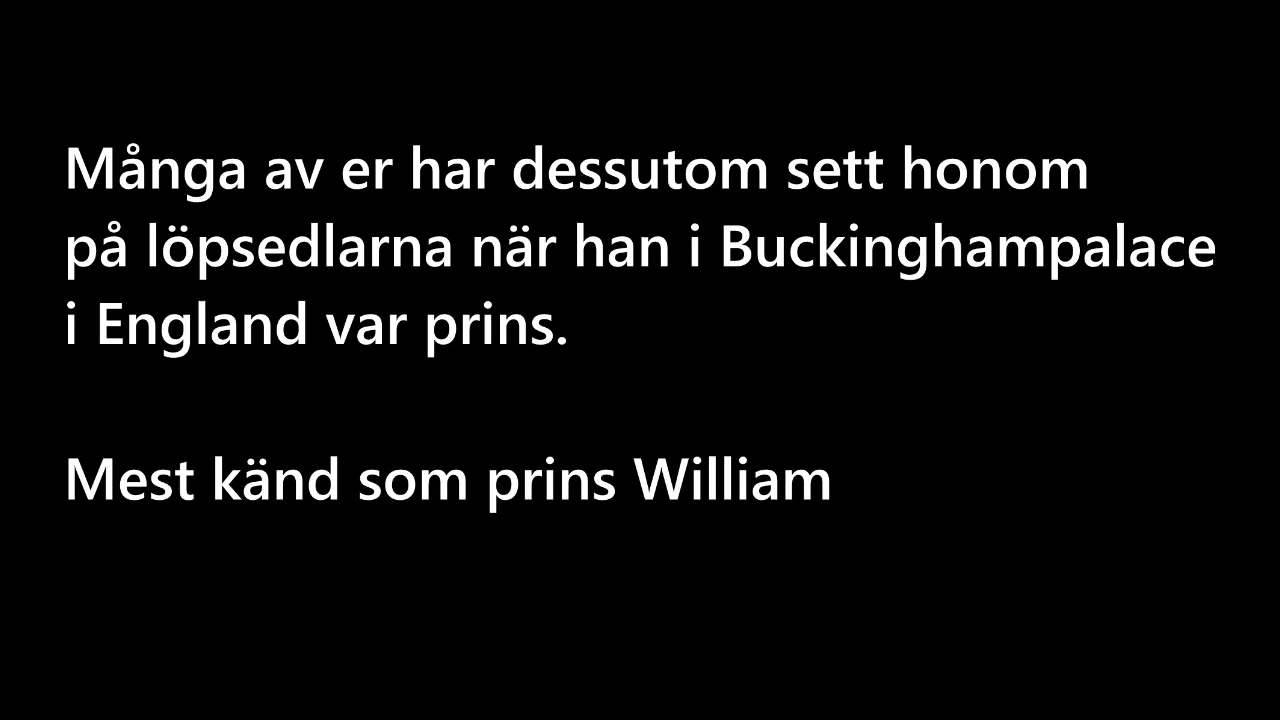 Många av er har dessutom sett honom
på löpsedlarna när han i Buckinghampalace
i England var prins.
Mest känd som prins William